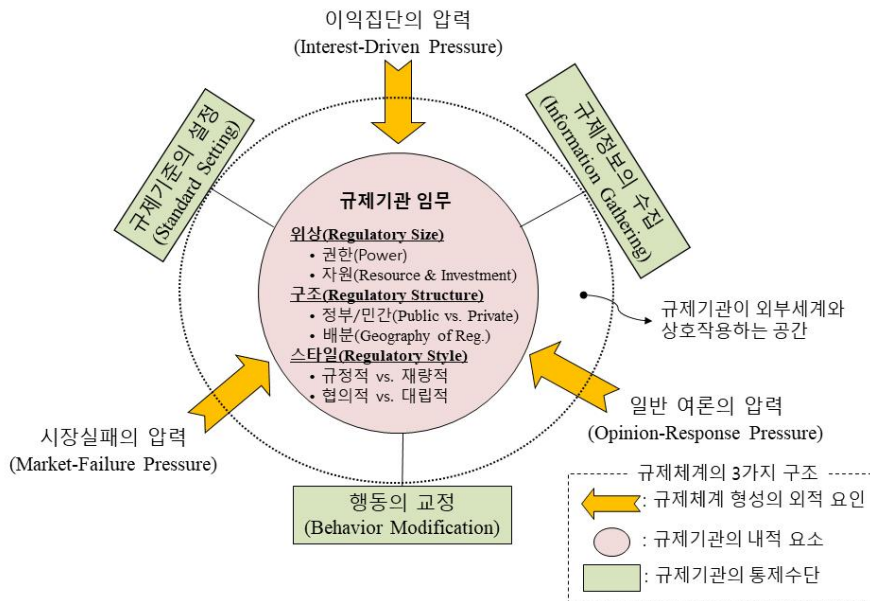 이익집단의 압력
(Interest-Driven Pressure)
규제기준의 설정
(Standard Setting)
규제정보의 수집
(Information Gathering)
규제기관 임무
위상(Regulatory Size)
• 권한(Power)
• 자원(Resource & Investment)
구조(Regulatory Structure)
• 정부/민간(Public vs. Private)
• 배분(Geography of Reg.)
스타일(Regulatory Style)
• 규정적 vs. 재량적
• 협의적 vs. 대립적
규제기관이 외부세계와
상호작용하는 공간
시장실패의 압력
(Market-Failure Pressure)
일반 여론의 압력
(Opinion-Response Pressure)
행동의 교정
(Behavior Modification)
규제체계의 3가지 구조
: 규제체계 형성의 외적 요인
: 규제기관의 내적 요소
: 규제기관의 통제수단